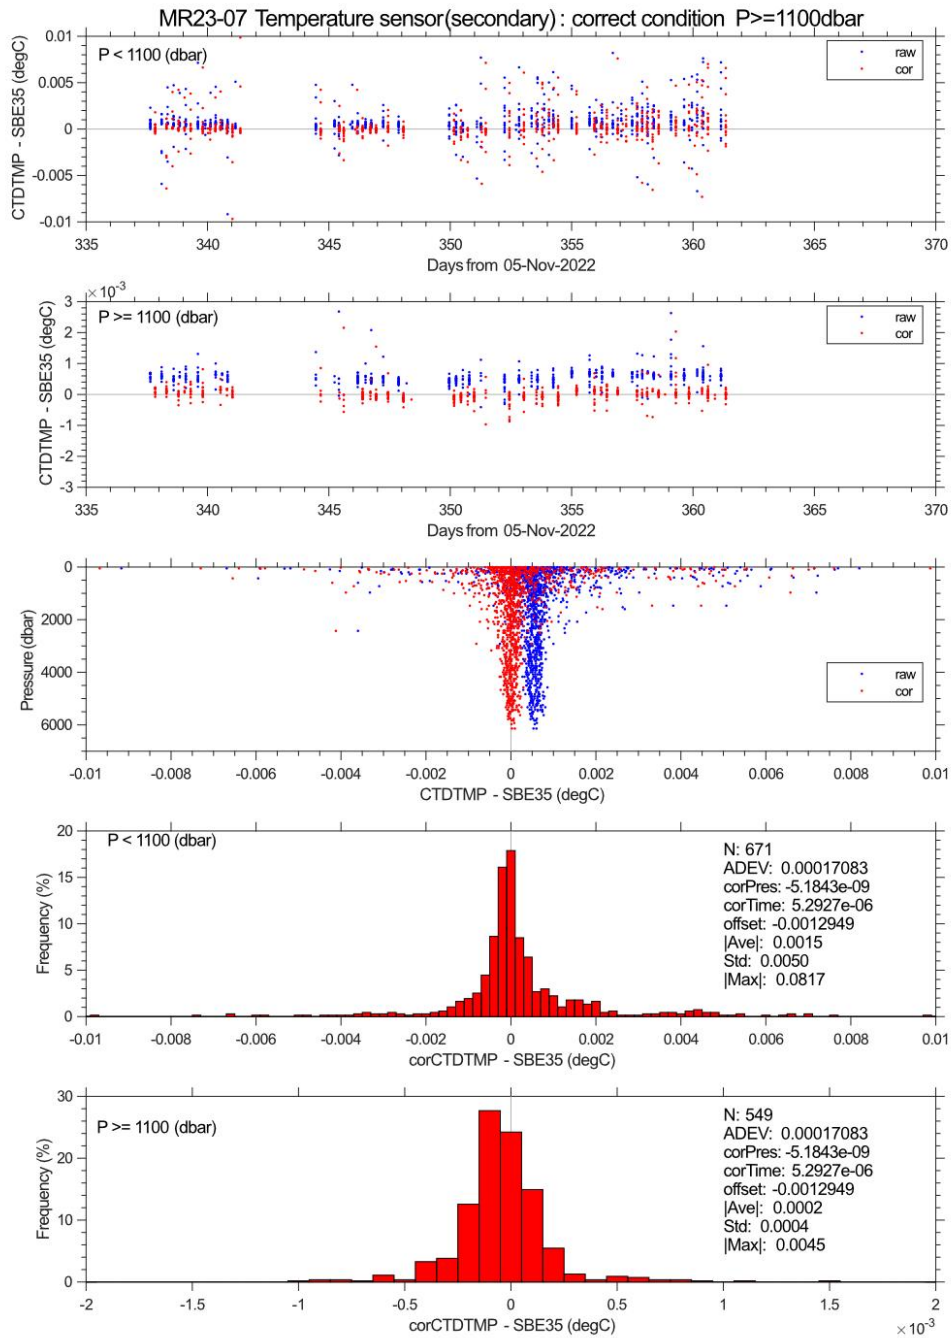 MR23-07 Temperature sensor(secondary) : correct condition P>=1100dbar
P < 1100 (dbar)
raw
cor
CTDTMP - SBE35 (degC)
0.01
0.005
0
-0.005
-0.01
335 340 345 350 355 360 365 370
Days from 05-Nov-2022
×10⁻³
P >= 1100 (dbar)
raw
cor
CTDTMP - SBE35 (degC)
3
2
1
0
-1
-2
-3
335 340 345 350 355 360 365 370
Days from 05-Nov-2022
Pressure (dbar)
0
2000
4000
6000
raw
cor
-0.01 -0.008 -0.006 -0.004 -0.002 0 0.002 0.004 0.006 0.008 0.01
CTDTMP - SBE35 (degC)
P < 1100 (dbar)
Frequency (%)
20
15
10
5
0
N: 671
ADEV: 0.00017083
corPres: -5.1843e-09
corTime: 5.2927e-06
offset: -0.0012949
|Ave|: 0.0015
Std: 0.0050
|Max|: 0.0817
-0.01 -0.008 -0.006 -0.004 -0.002 0 0.002 0.004 0.006 0.008 0.01
corCTDTMP - SBE35 (degC)
P >= 1100 (dbar)
Frequency (%)
30
20
10
0
N: 549
ADEV: 0.00017083
corPres: -5.1843e-09
corTime: 5.2927e-06
offset: -0.0012949
|Ave|: 0.0002
Std: 0.0004
|Max|: 0.0045
-2 -1.5 -1 -0.5 0 0.5 1 1.5 2
corCTDTMP - SBE35 (degC)
×10⁻³